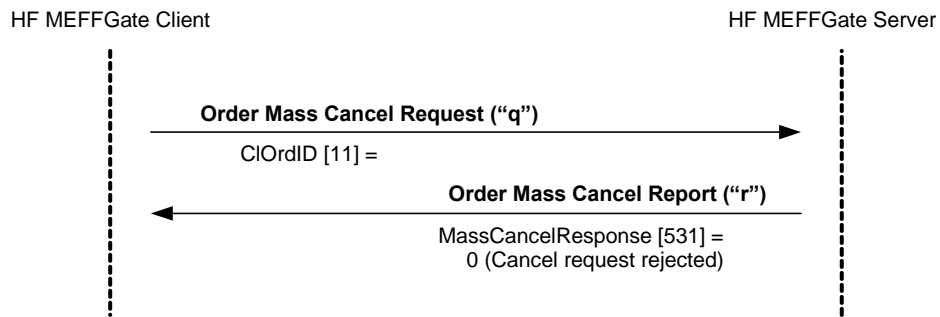 HF MEFFGate Client
HF MEFFGate Server
Order Mass Cancel Request (“q”)
ClOrdID [11] =
Order Mass Cancel Report (“r”)
MassCancelResponse [531] =
0 (Cancel request rejected)